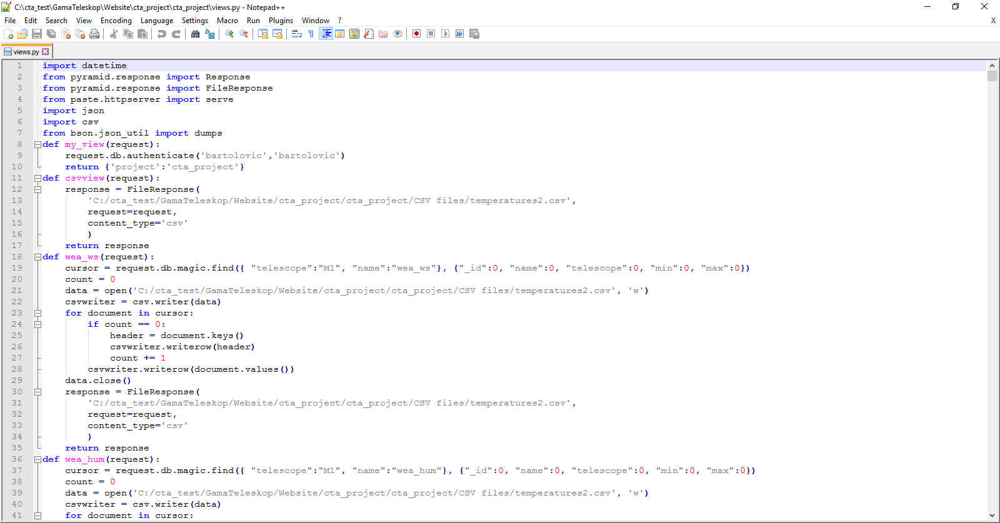 C:\cta_test\GamaTeleskop\Website\cta_project\cta_project\views.py - Notepad++
File Edit Search View Encoding Language Settings Macro Run Plugins Window ? X
views.py
1 import datetime
2 from pyramid.response import Response
3 from pyramid.response import FileResponse
4 from paste.httpserver import serve
5 import json
6 import csv
7 from bson.json_util import dumps
8 def my_view(request):
9 request.db.authenticate('bartolovic','bartolovic')
10 return {'project':'cta_project'}
11 def csvview(request):
12 response = FileResponse(
13 'C:/cta_test/GamaTeleskop/Website/cta_project/cta_project/CSV files/temperatures2.csv',
14 request=request,
15 content_type='csv'
16 )
17 return response
18 def wea_ws(request):
19 cursor = request.db.magic.find({ "telescope":"M1", "name":"wea_ws"}, {"_id":0, "name":0, "telescope":0, "min":0, "max":0})
20 count = 0
21 data = open('C:/cta_test/GamaTeleskop/Website/cta_project/cta_project/CSV files/temperatures2.csv', 'w')
22 csvwriter = csv.writer(data)
23 for document in cursor:
24 if count == 0:
25 header = document.keys()
26 csvwriter.writerow(header)
27 count += 1
28 csvwriter.writerow(document.values())
29 data.close()
30 response = FileResponse(
31 'C:/cta_test/GamaTeleskop/Website/cta_project/cta_project/CSV files/temperatures2.csv',
32 request=request,
33 content_type='csv'
34 )
35 return response
36 def wea_hum(request):
37 cursor = request.db.magic.find({ "telescope":"M1", "name":"wea_hum"}, {"_id":0, "name":0, "telescope":0, "min":0, "max":0})
38 count = 0
39 data = open('C:/cta_test/GamaTeleskop/Website/cta_project/cta_project/CSV files/temperatures2.csv', 'w')
40 csvwriter = csv.writer(data)
41 for document in cursor: